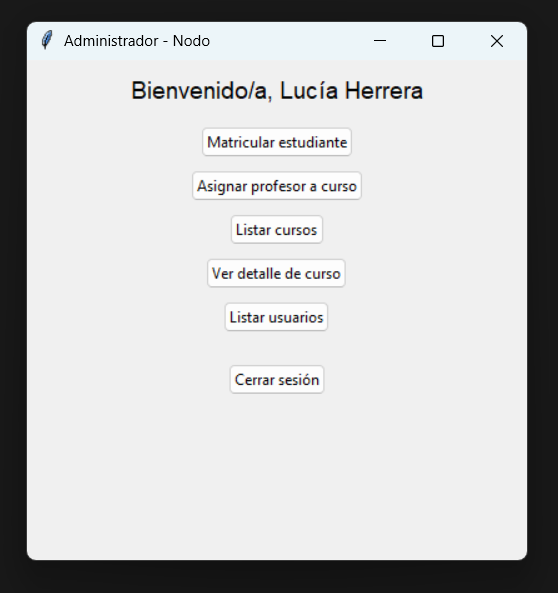 Administrador - Nodo
Bienvenido/a, Lucía Herrera
Matricular estudiante
Asignar profesor a curso
Listar cursos
Ver detalle de curso
Listar usuarios
Cerrar sesión